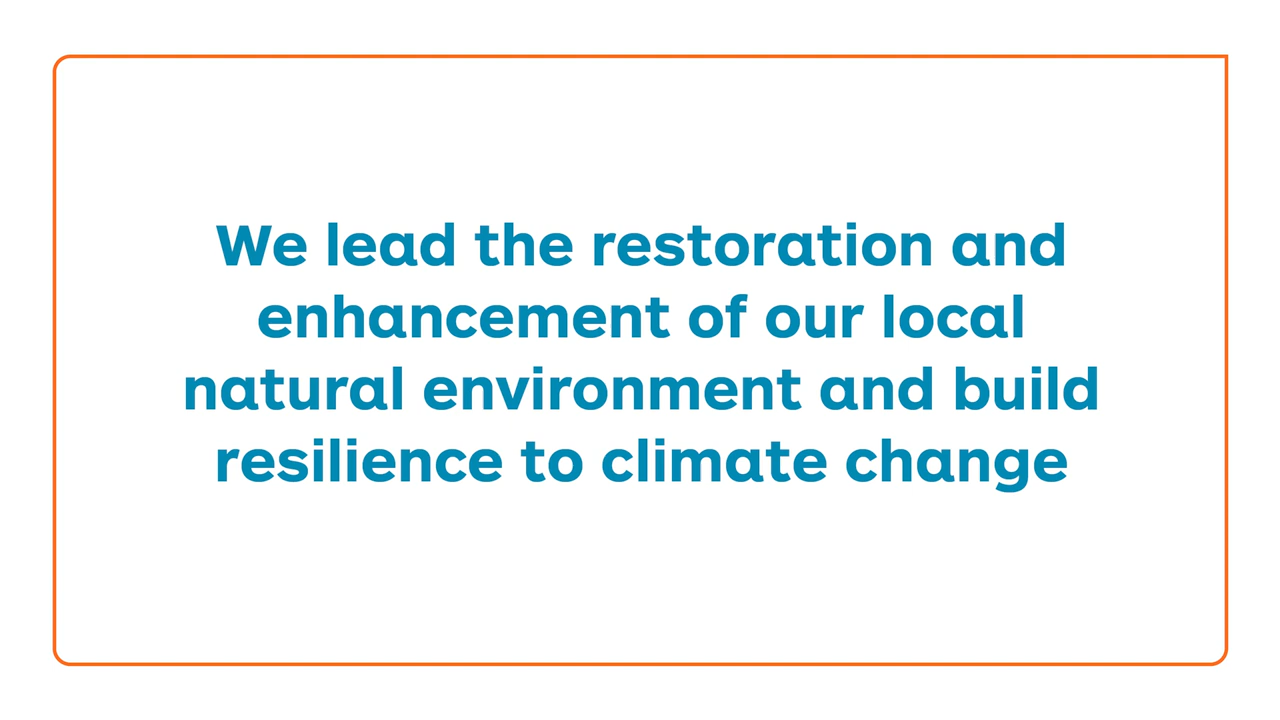 We lead the restoration and
enhancement of our local
natural environment and build
resilience to climate change